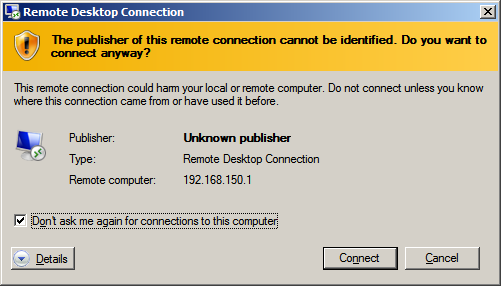 Remote Desktop Connection
The publisher of this remote connection cannot be identified. Do you want to
connect anyway?
This remote connection could harm your local or remote computer. Do not connect unless you know
where this connection came from or have used it before.
Publisher: Unknown publisher
Type: Remote Desktop Connection
Remote computer: 192.168.150.1
Don't ask me again for connections to this computer
Details Connect Cancel